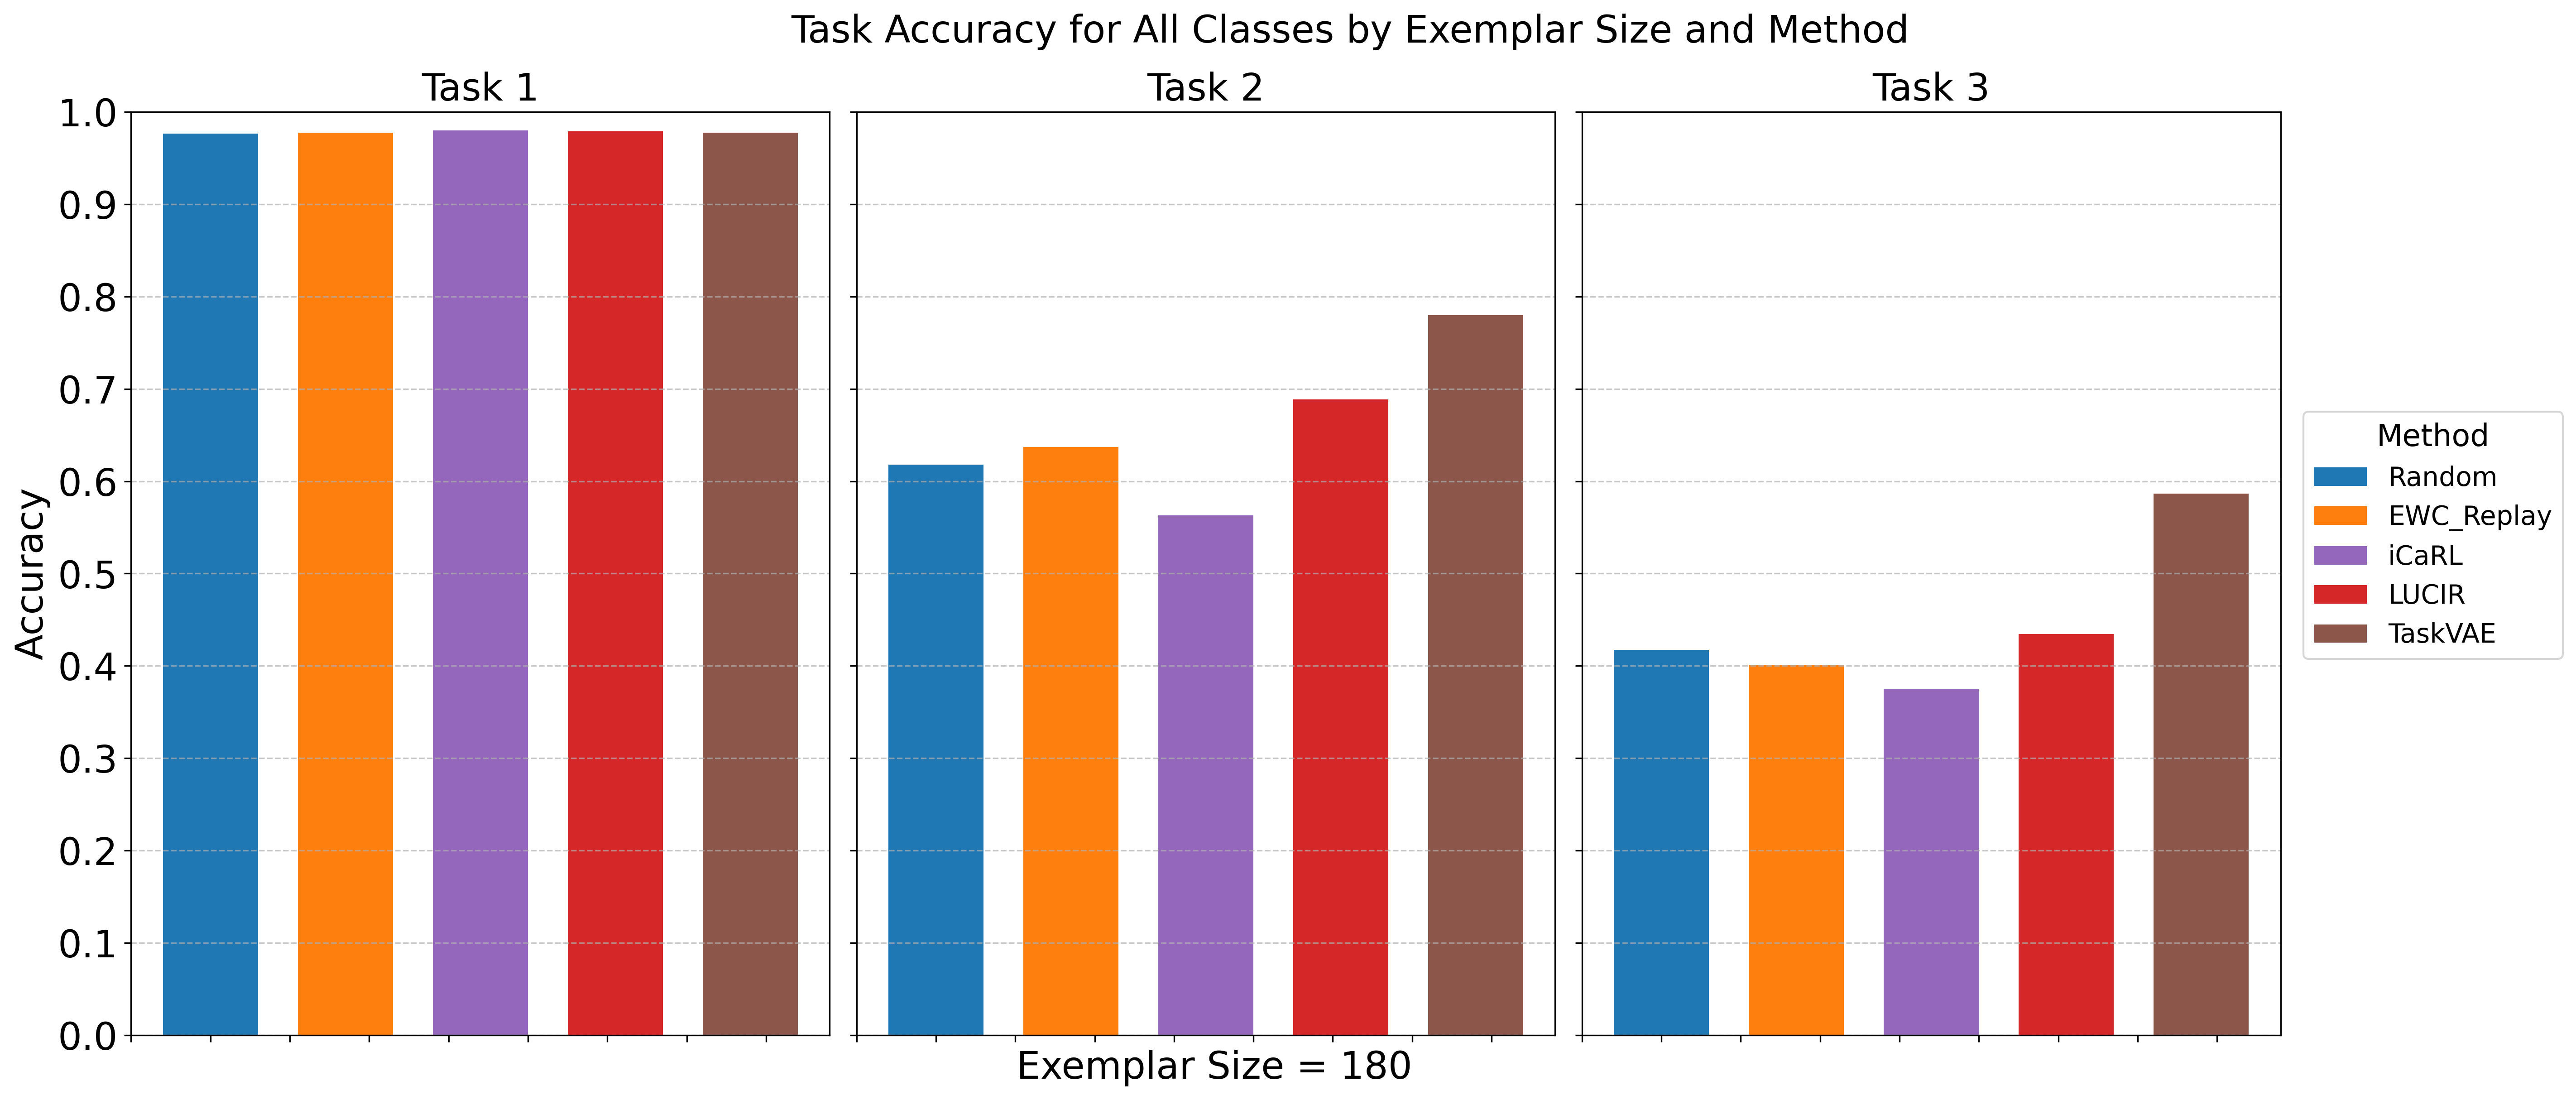 Task Accuracy for All Classes by Exemplar Size and Method
Task 1
Task 2
Task 3
1.0
0.9
0.8
0.7
0.6
0.5
0.4
0.3
0.2
0.1
0.0
Accuracy
Exemplar Size = 180
Method
Random
EWC_Replay
iCaRL
LUCIR
TaskVAE